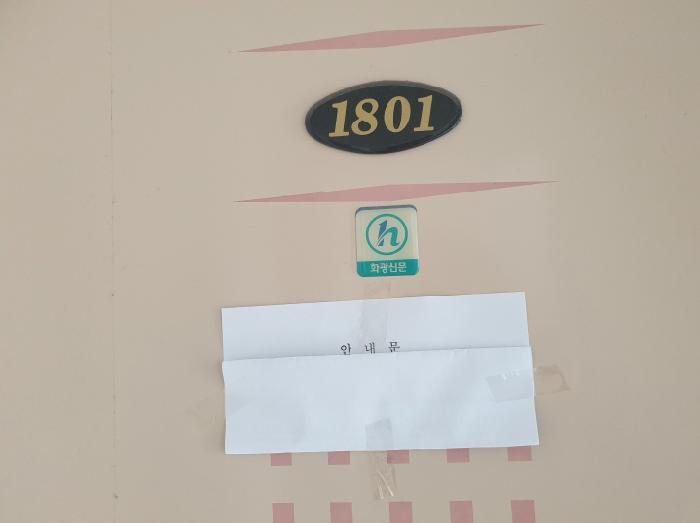 1801
h
화광신문
안 내 문